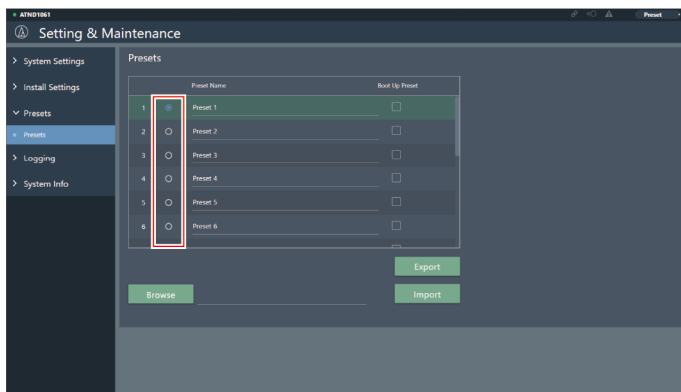 ATND1061
Preset
Setting & Maintenance
System Settings
Install Settings
Presets
Presets
Logging
System Info
Presets
Preset Name Boot Up Preset
1 Preset 1
2 Preset 2
3 Preset 3
4 Preset 4
5 Preset 5
6 Preset 6
Export
Browse Import